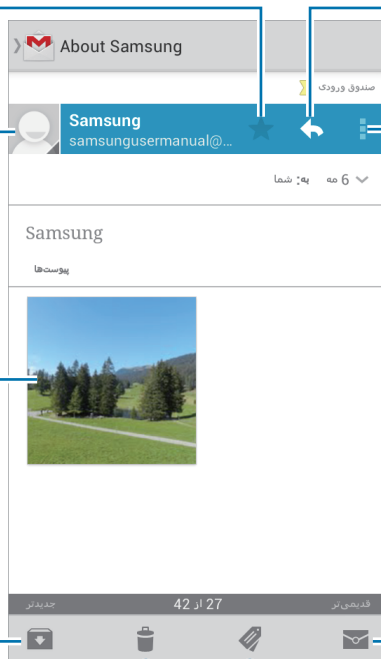 About Samsung
صندوق ورودی
Samsung
samsungusermanual@...
6 مه به: شما
Samsung
پیوست‌ها
جدیدتر 27 از 42 قدیمی‌تر